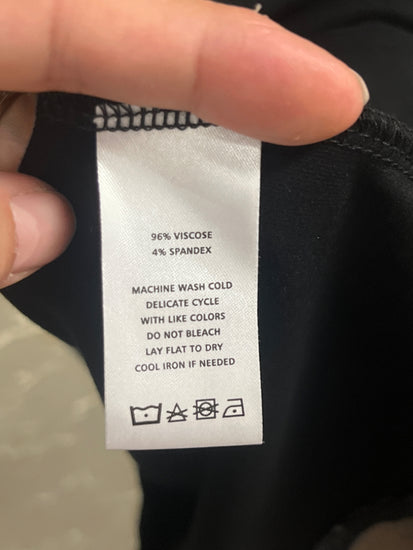 96% VISCOSE
4% SPANDEX
MACHINE WASH COLD
DELICATE CYCLE
WITH LIKE COLORS
DO NOT BLEACH
LAY FLAT TO DRY
COOL IRON IF NEEDED